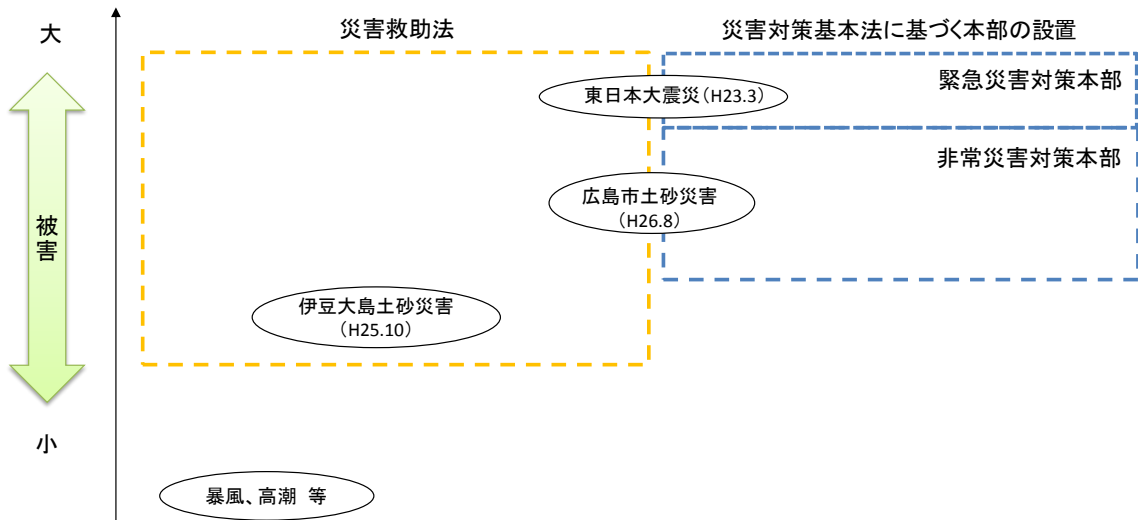 災害救助法
災害対策基本法に基づく本部の設置
大
東日本大震災(H23.3)
緊急災害対策本部
非常災害対策本部
広島市土砂災害
(H26.8)
被害
伊豆大島土砂災害
(H25.10)
小
暴風、高潮 等